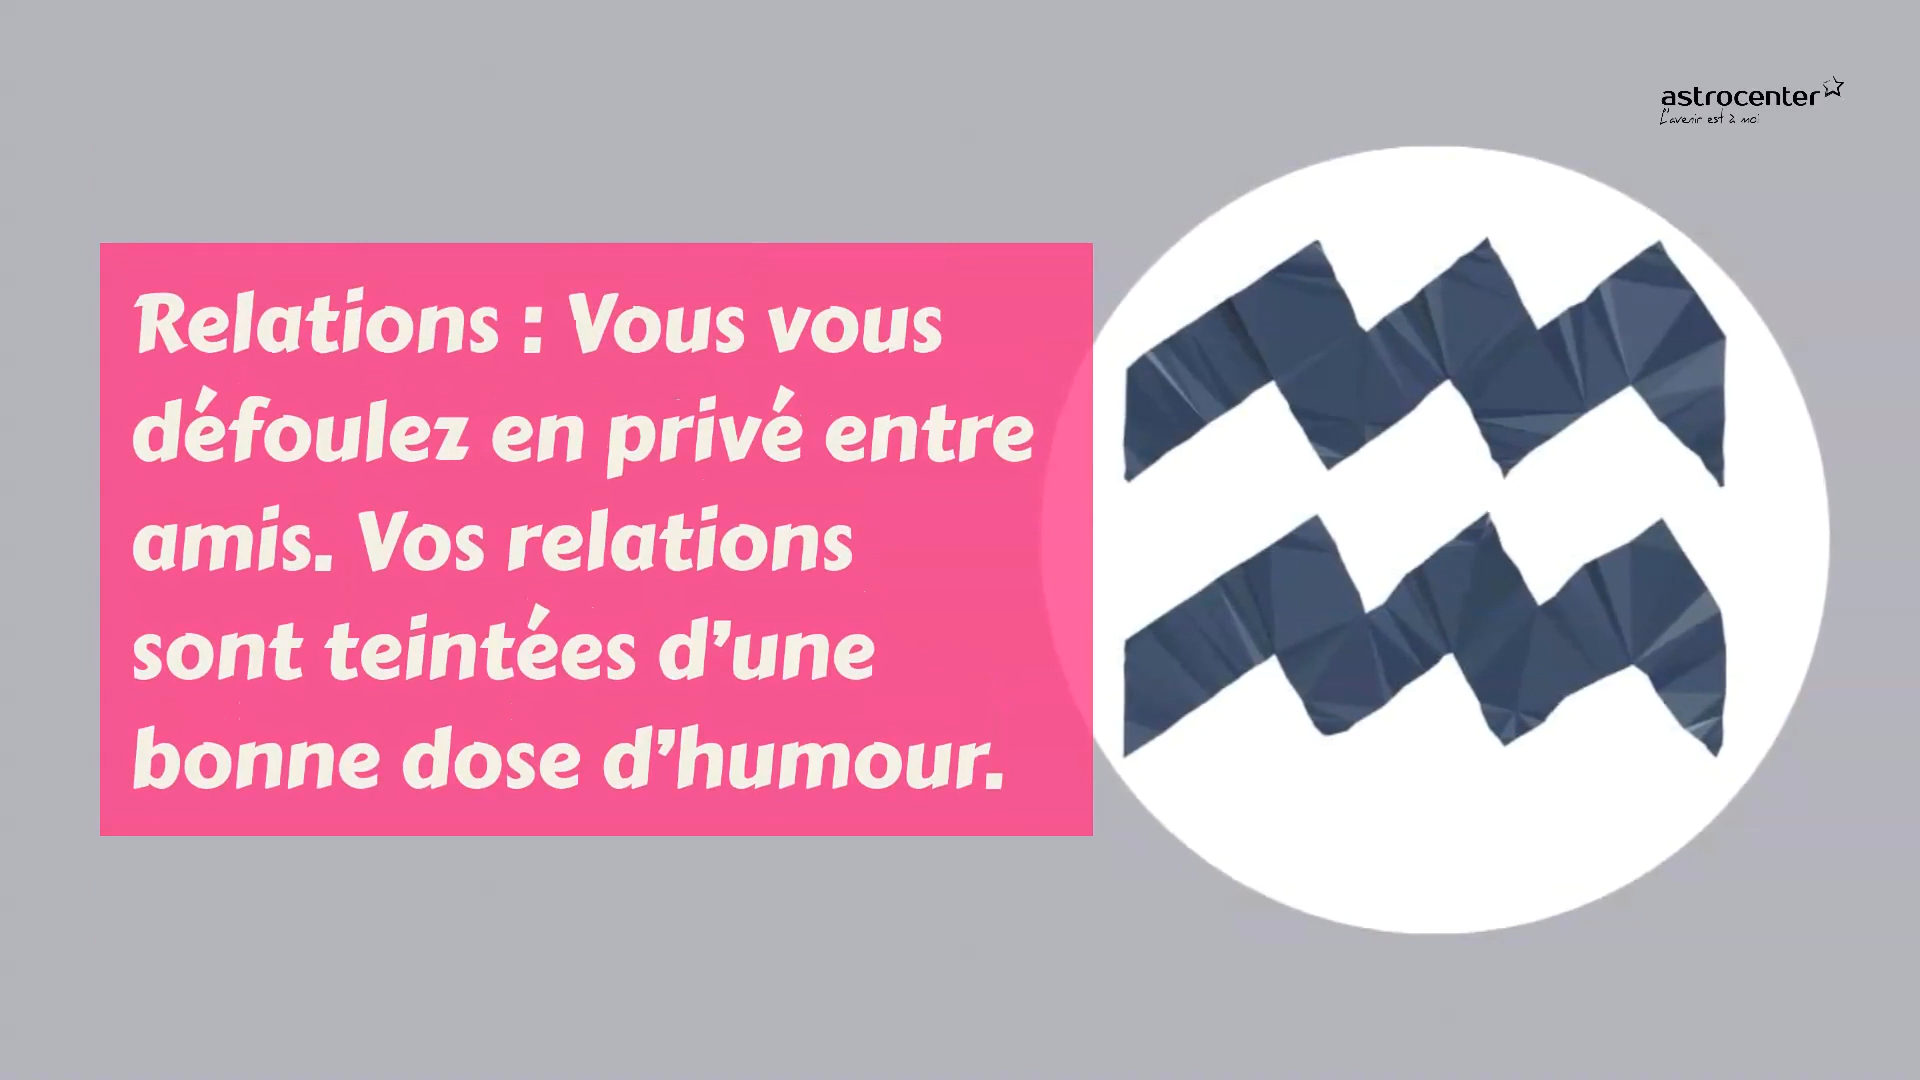 astrocenter
L'avenir est à moi
Relations : Vous vous
défoulez en privé entre
amis. Vos relations
sont teintées d’une
bonne dose d’humour.